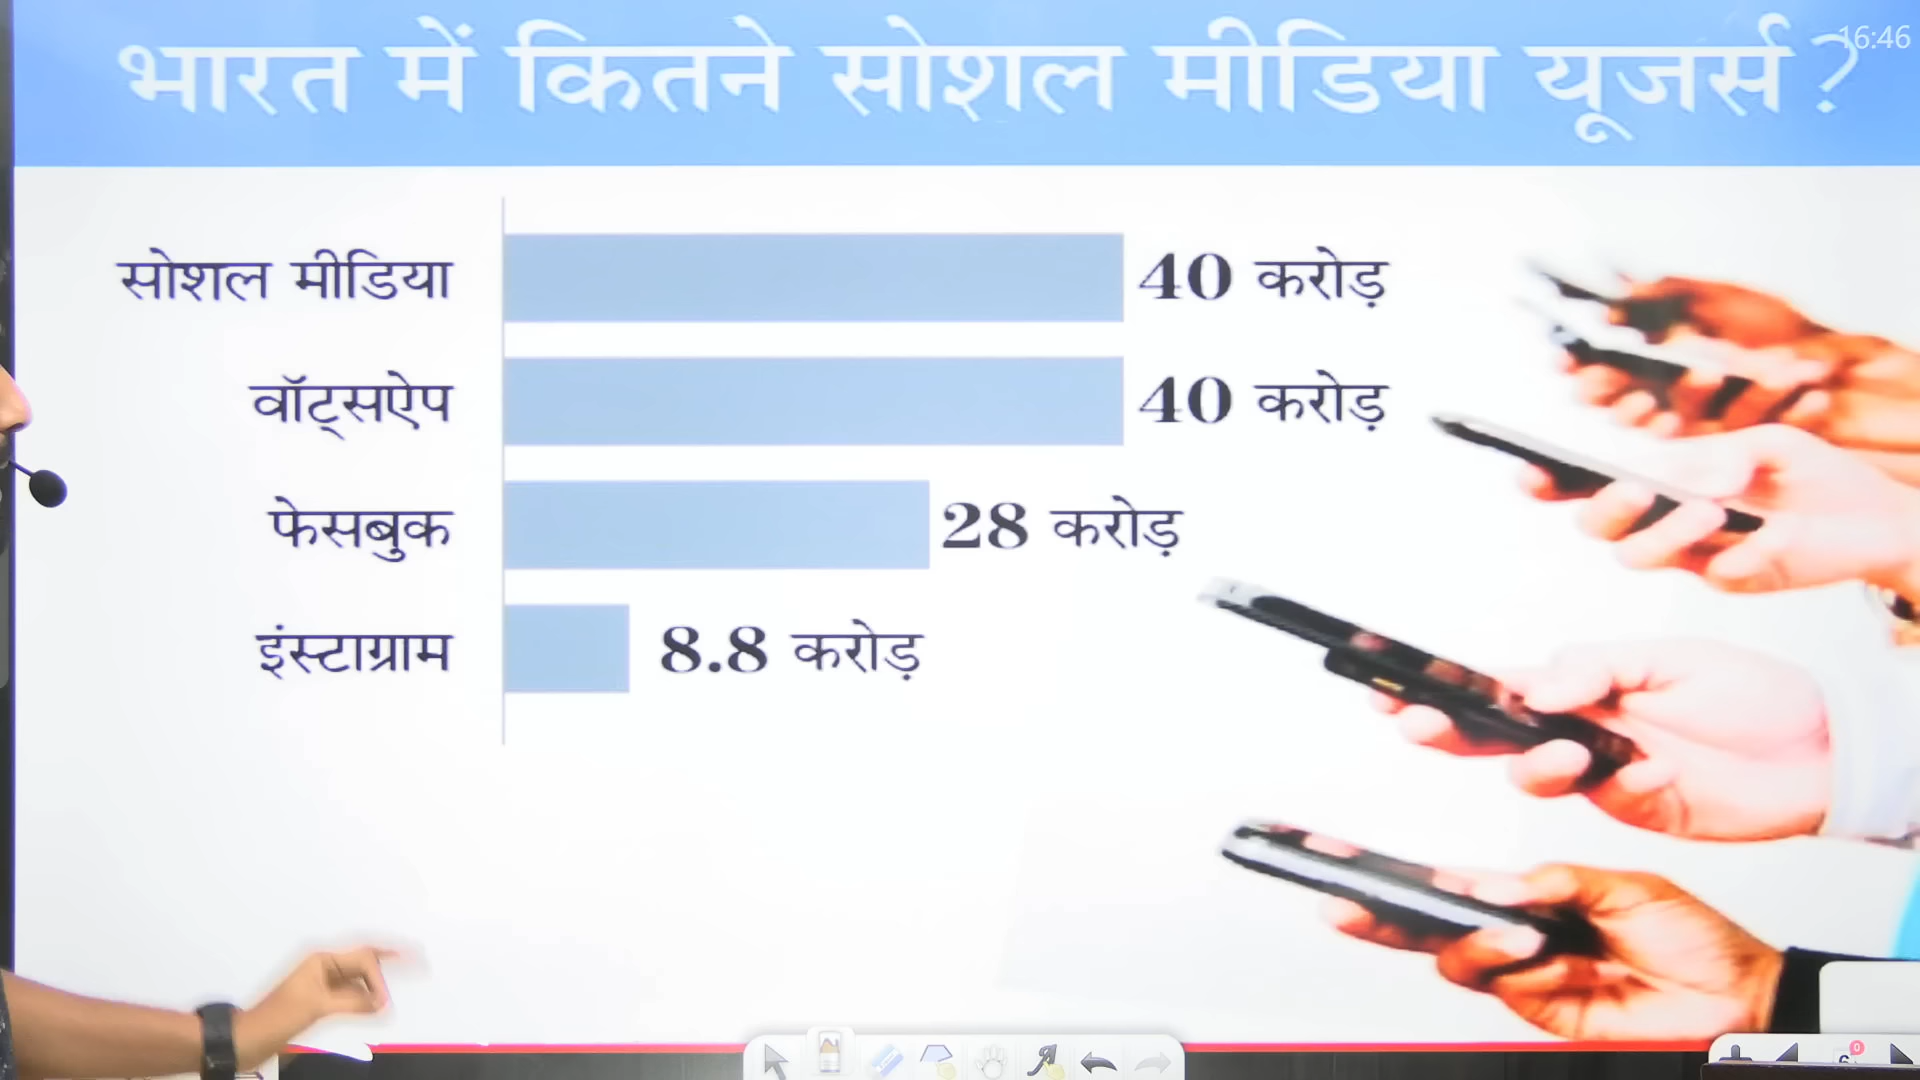 16:46
भारत में कितने सोशल मीडिया यूजर्स?
सोशल मीडिया 40 करोड़
वॉट्सऐप 40 करोड़
फेसबुक 28 करोड़
इंस्टाग्राम 8.8 करोड़